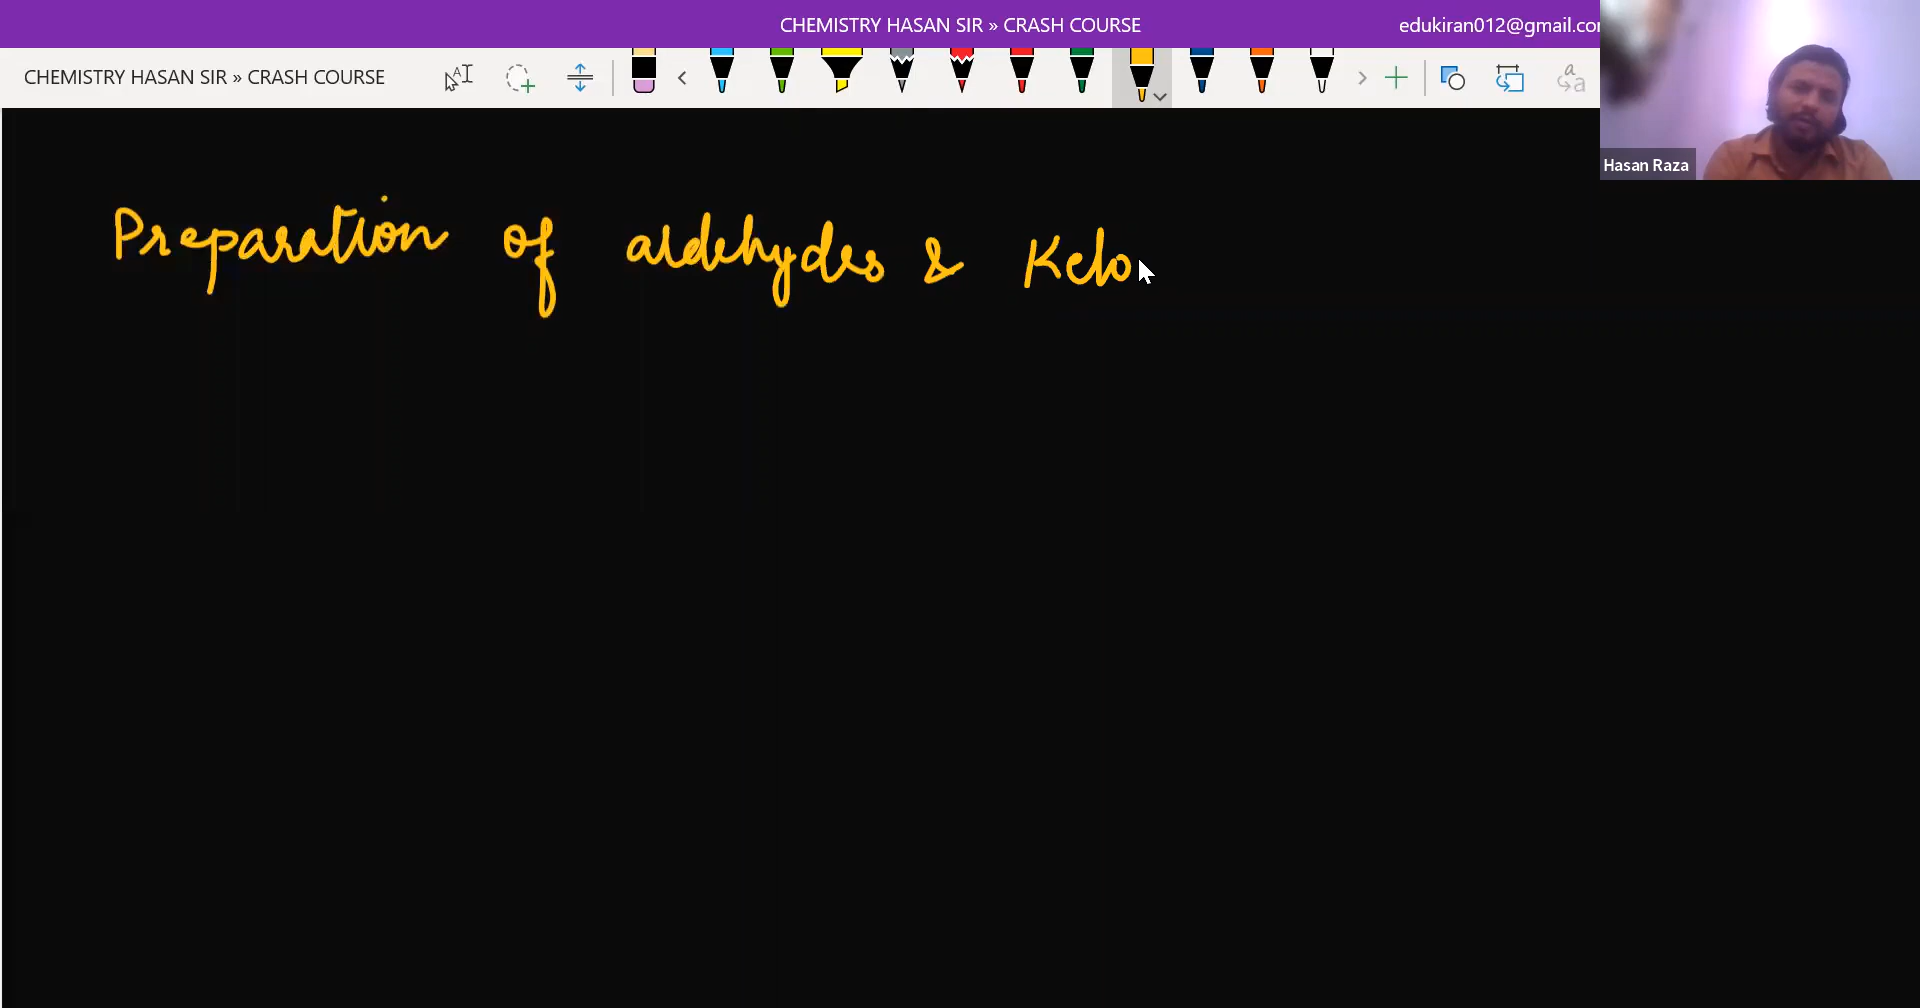 CHEMISTRY HASAN SIR » CRASH COURSE
edukiran012@gmail.co
CHEMISTRY HASAN SIR » CRASH COURSE
Hasan Raza
Preparation of aldehydes & Keto